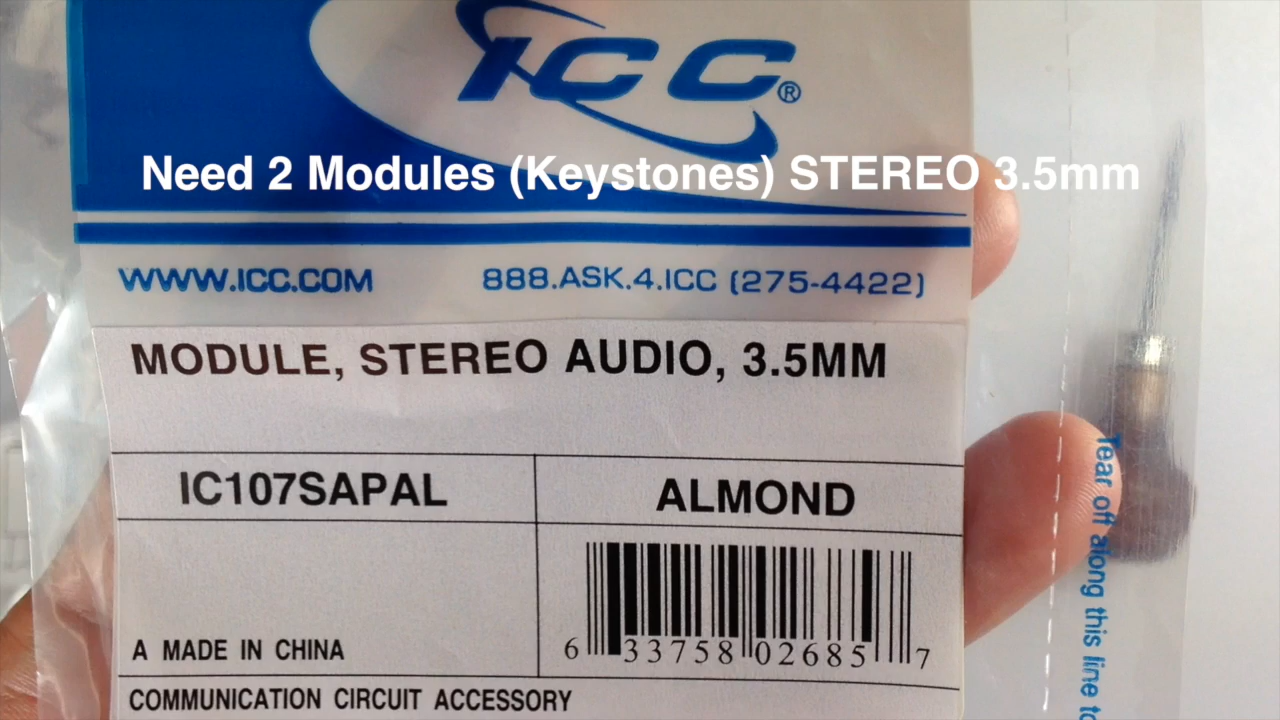 ICC®
Need 2 Modules (Keystones) STEREO 3.5mm
WWW.ICC.COM
888.ASK.4.ICC (275-4422)
MODULE, STEREO AUDIO, 3.5MM
IC107SAPAL
ALMOND
6 33758 02685 7
A MADE IN CHINA
COMMUNICATION CIRCUIT ACCESSORY
Tear off along this line